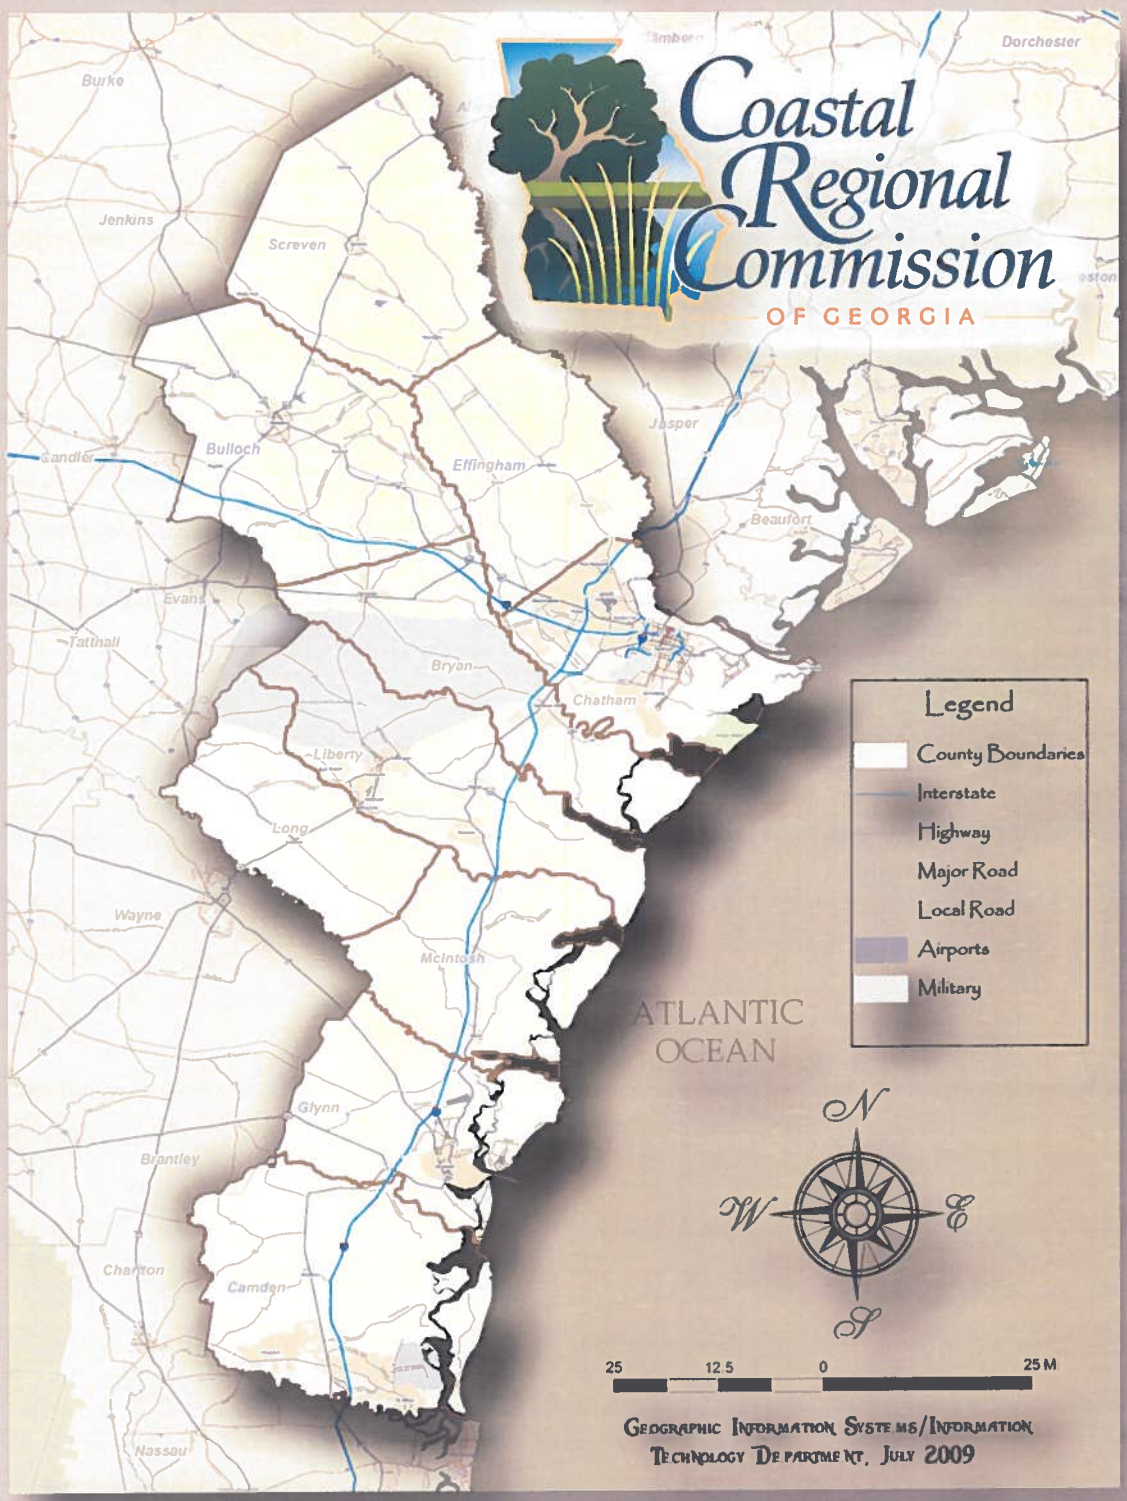 Coastal
Regional
Commission
OF GEORGIA
Dorchester
Burke
Jenkins
Screven
Jasper
Bulloch
Candler
Effingham
Beaufort
Evans
Tattnall
Bryan
Chatham
Liberty
Long
Wayne
McIntosh
Glynn
Brantley
Charlton
Camden
Nassau
ATLANTIC
OCEAN
Legend
County Boundaries
Interstate
Highway
Major Road
Local Road
Airports
Military
N
W
E
S
25 12.5 0 25 M
GEOGRAPHIC INFORMATION SYSTEMS/INFORMATION
TECHNOLOGY DEPARTMENT, JULY 2009